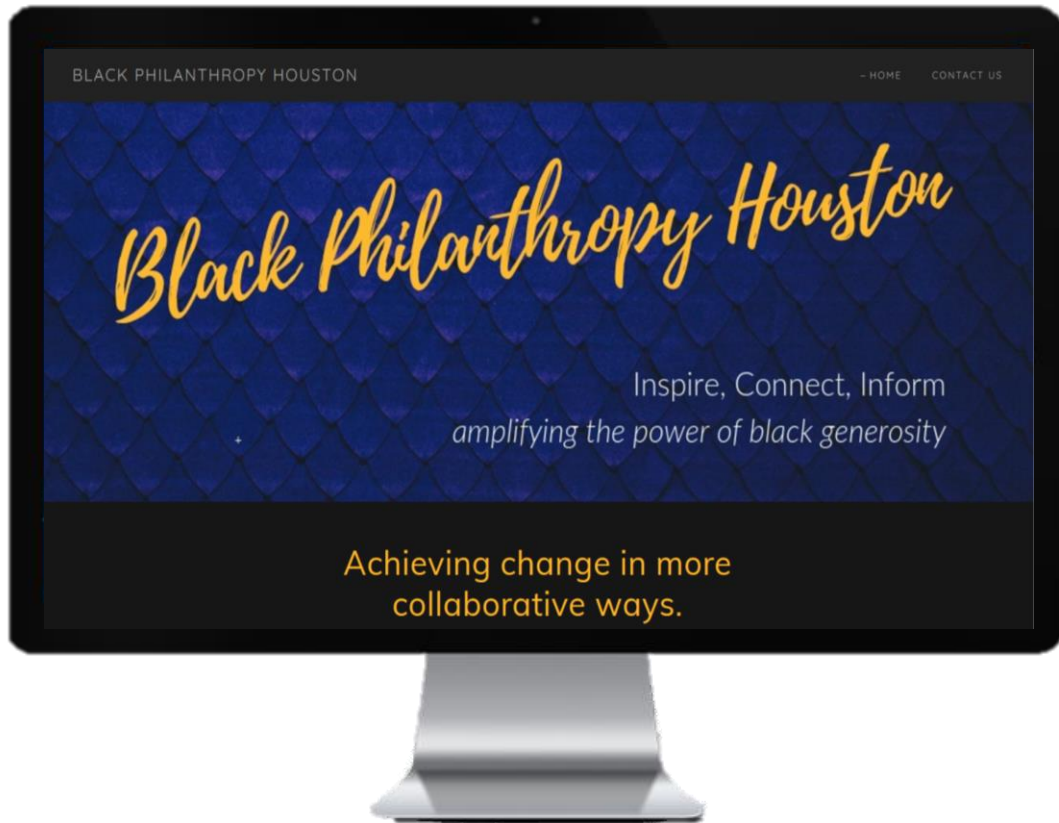 BLACK PHILANTHROPY HOUSTON
– HOME CONTACT US
Black Philanthropy Houston
Inspire, Connect, Inform
amplifying the power of black generosity
Achieving change in more
collaborative ways.